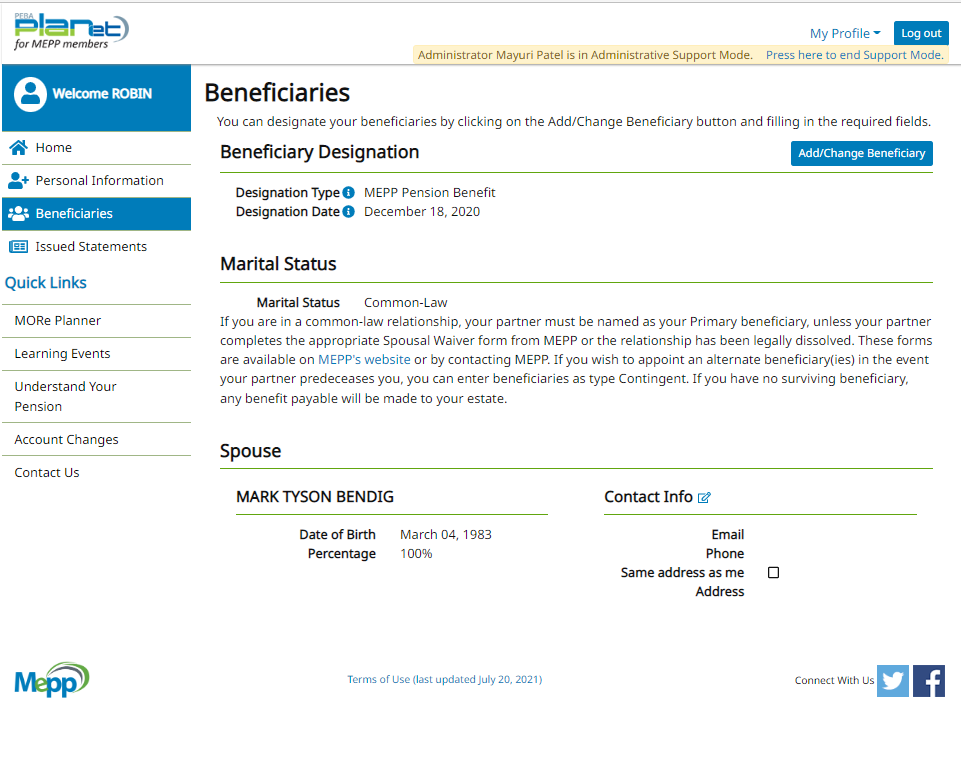 PEBA
planet
for MEPP members
My Profile
Log out
Administrator Mayuri Patel is in Administrative Support Mode. Press here to end Support Mode.
Welcome ROBIN
Home
Personal Information
Beneficiaries
Issued Statements
Quick Links
MORe Planner
Learning Events
Understand Your
Pension
Account Changes
Contact Us
Beneficiaries
You can designate your beneficiaries by clicking on the Add/Change Beneficiary button and filling in the required fields.
Beneficiary Designation
Add/Change Beneficiary
Designation Type MEPP Pension Benefit
Designation Date December 18, 2020
Marital Status
Marital Status Common-Law
If you are in a common-law relationship, your partner must be named as your Primary beneficiary, unless your partner
completes the appropriate Spousal Waiver form from MEPP or the relationship has been legally dissolved. These forms
are available on MEPP's website or by contacting MEPP. If you wish to appoint an alternate beneficiary(ies) in the event
your partner predeceases you, you can enter beneficiaries as type Contingent. If you have no surviving beneficiary,
any benefit payable will be made to your estate.
Spouse
MARK TYSON BENDIG
Date of Birth March 04, 1983
Percentage 100%
Contact Info
Email
Phone
Same address as me
Address
Mepp
Terms of Use (last updated July 20, 2021)
Connect With Us